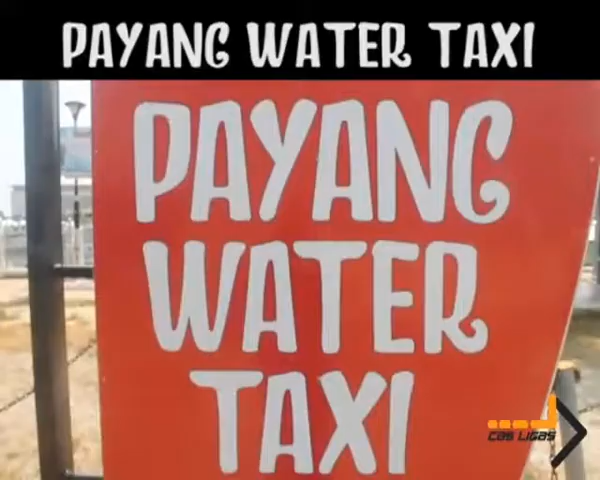 PAYANG WATER TAXI
PAYANG
WATER
TAXI
CAS LIGAS